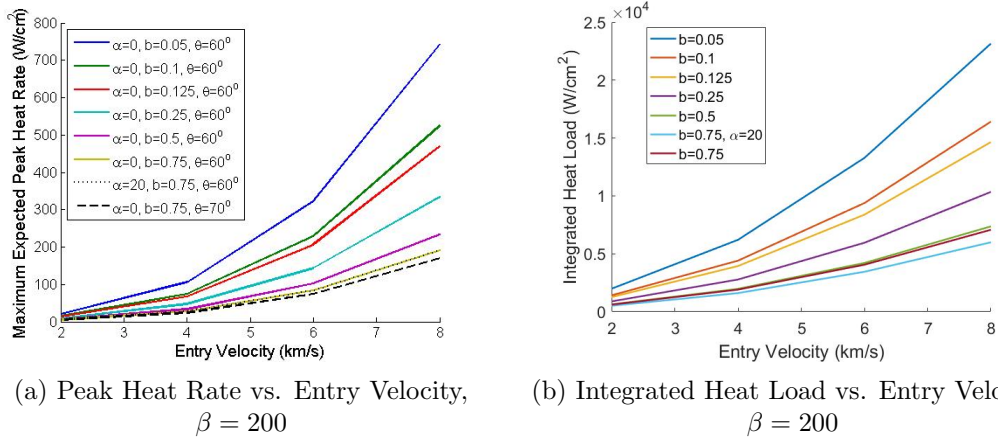 Maximum Expected Peak Heat Rate (W/cm²)
800
700
600
500
400
300
200
100
0
α=0, b=0.05, θ=60°
α=0, b=0.1, θ=60°
α=0, b=0.125, θ=60°
α=0, b=0.25, θ=60°
α=0, b=0.5, θ=60°
α=0, b=0.75, θ=60°
α=20, b=0.75, θ=60°
α=0, b=0.75, θ=70°
2 3 4 5 6 7 8
Entry Velocity (km/s)
(a) Peak Heat Rate vs. Entry Velocity,
β = 200
×10⁴
Integrated Heat Load (W/cm²)
2.5
2
1.5
1
0.5
0
b=0.05
b=0.1
b=0.125
b=0.25
b=0.5
b=0.75, α=20
b=0.75
2 3 4 5 6 7 8
Entry Velocity (km/s)
(b) Integrated Heat Load vs. Entry Velo
β = 200